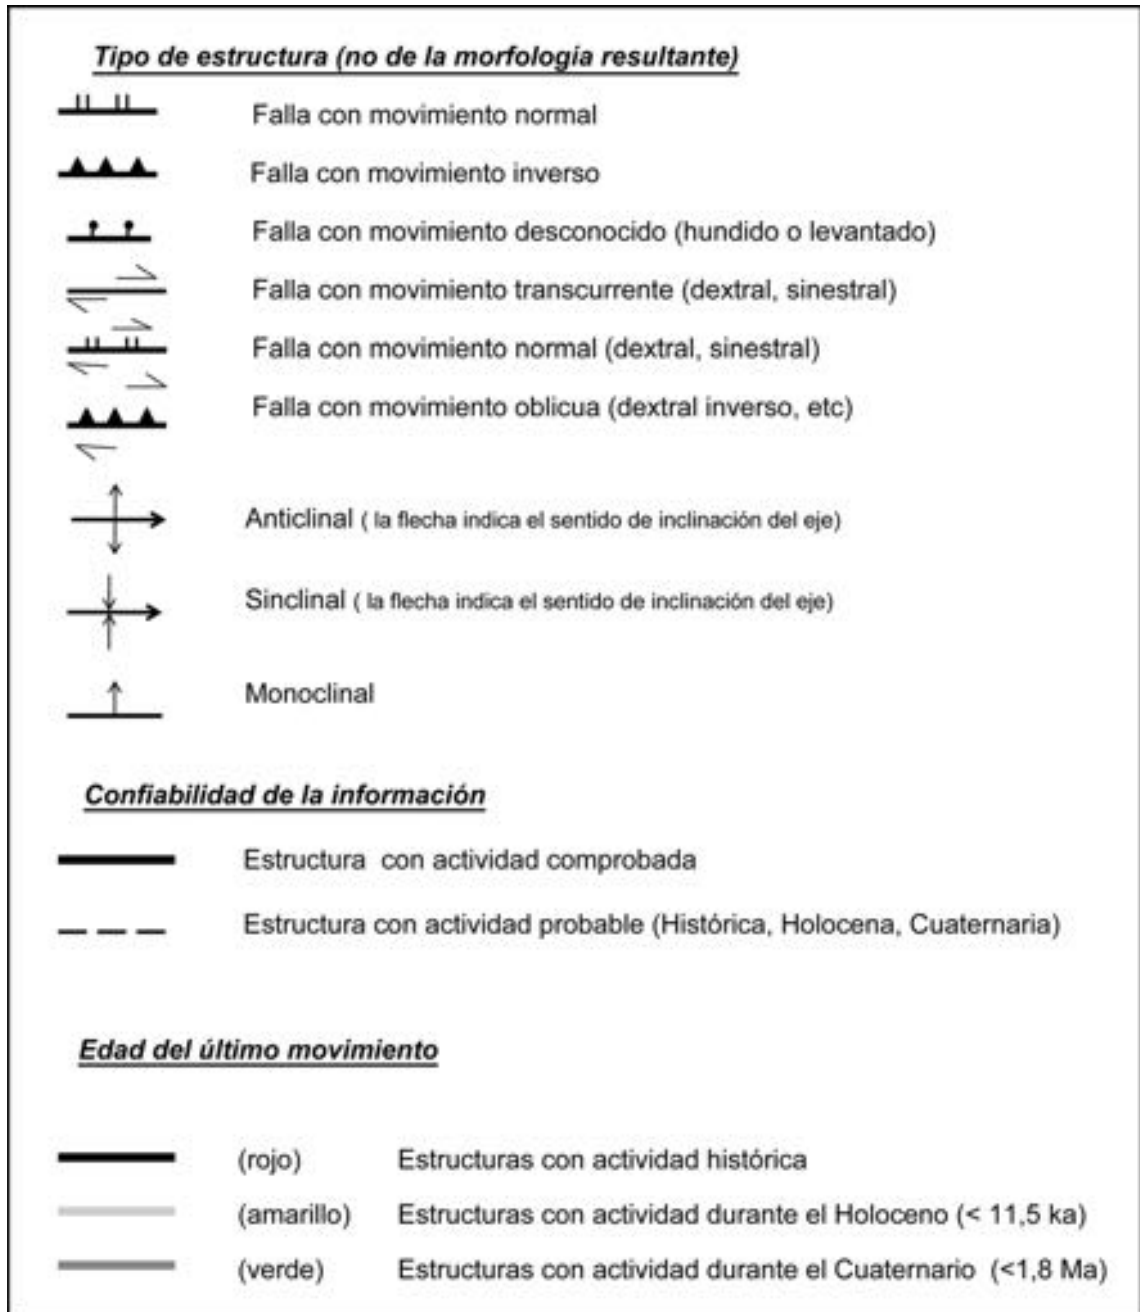 Tipo de estructura (no de la morfología resultante)
Falla con movimiento normal
Falla con movimiento inverso
Falla con movimiento desconocido (hundido o levantado)
Falla con movimiento transcurrente (dextral, sinestral)
Falla con movimiento normal (dextral, sinestral)
Falla con movimiento oblicua (dextral inverso, etc)
Anticlinal ( la flecha indica el sentido de inclinación del eje)
Sinclinal ( la flecha indica el sentido de inclinación del eje)
Monoclinal
Confiabilidad de la información
Estructura con actividad comprobada
Estructura con actividad probable (Histórica, Holocena, Cuaternaria)
Edad del último movimiento
(rojo) Estructuras con actividad histórica
(amarillo) Estructuras con actividad durante el Holoceno (< 11,5 ka)
(verde) Estructuras con actividad durante el Cuaternario (<1,8 Ma)